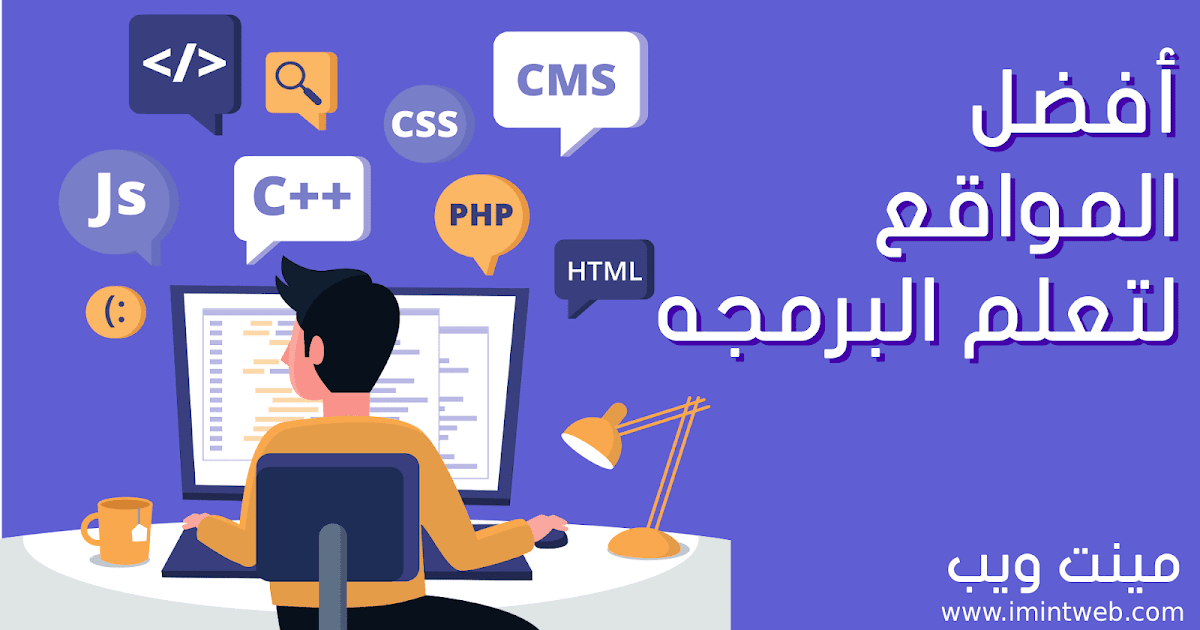 </>
CMS
CSS
Js
C++
PHP
HTML
(:
أفضل
المواقع
لتعلم البرمجه
مينت ويب
www.imintweb.com